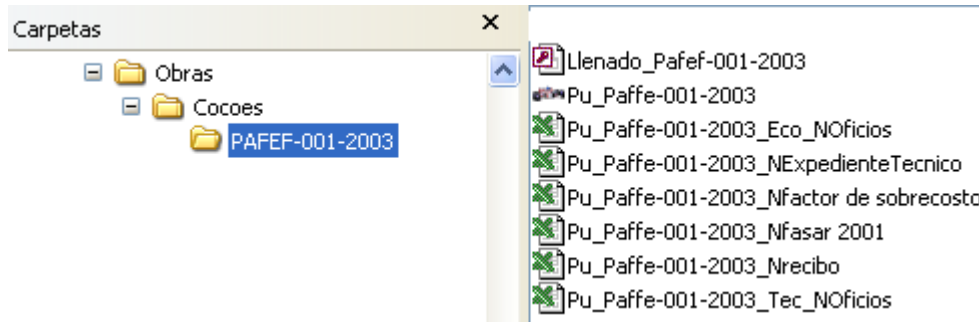 Carpetas
Obras
Cocoes
PAFEF-001-2003
Llenado_Pafef-001-2003
Pu_Paffe-001-2003
Pu_Paffe-001-2003_Eco_NOficios
Pu_Paffe-001-2003_NExpedienteTecnico
Pu_Paffe-001-2003_Nfactor de sobrecosto
Pu_Paffe-001-2003_Nfasar 2001
Pu_Paffe-001-2003_Nrecibo
Pu_Paffe-001-2003_Tec_NOficios